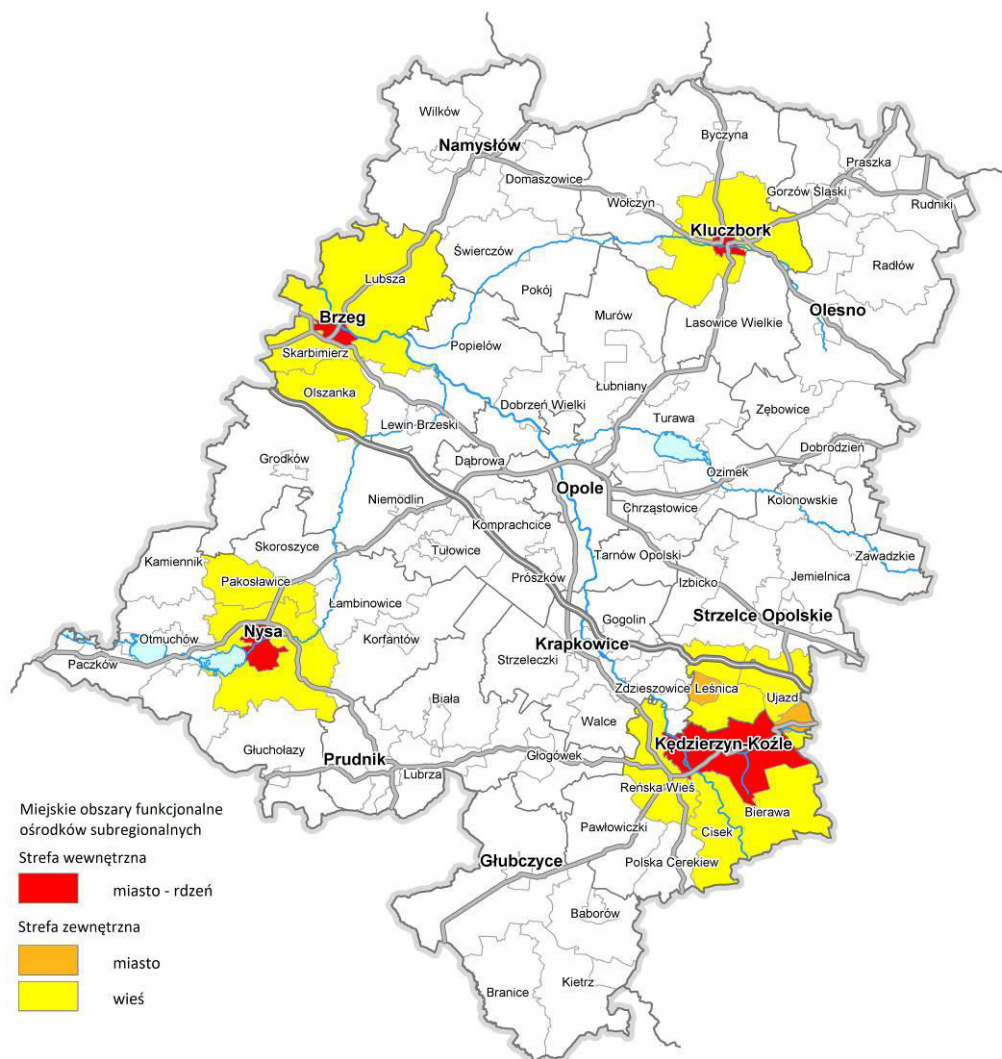 Wilków
Byczyna
Namysłów
Praszka
Domaszowice
Gorzów Śląski
Wołczyn
Rudniki
Kluczbork
Świerczów
Lubsza
Radłów
Pokój
Murów
Olesno
Brzeg
Lasowice Wielkie
Skarbimierz
Popielów
Olszanka
Łubniany
Zębowice
Dobrzeń Wielki
Turawa
Lewin Brzeski
Dobrodzień
Grodków
Dąbrowa
Ozimek
Opole
Niemodlin
Kolonowskie
Chrząstowice
Komprachcice
Skoroszyce
Tułowice
Tarnów Opolski
Zawadzkie
Kamiennik
Jemielnica
Prószków
Izbicko
Pakosławice
Łambinowice
Strzelce Opolskie
Gogolin
Nysa
Otmuchów
Korfantów
Krapkowice
Paczków
Strzeleczki
Zdzieszowice
Leśnica
Ujazd
Biała
Walce
Kędzierzyn-Koźle
Głuchołazy
Prudnik
Głogówek
Lubrza
Reńska Wieś
Bierawa
Pawłowiczki
Cisek
Głubczyce
Polska Cerekiew
Baborów
Kietrz
Branice
Miejskie obszary funkcjonalne
ośrodków subregionalnych
Strefa wewnętrzna
miasto - rdzeń
Strefa zewnętrzna
miasto
wieś